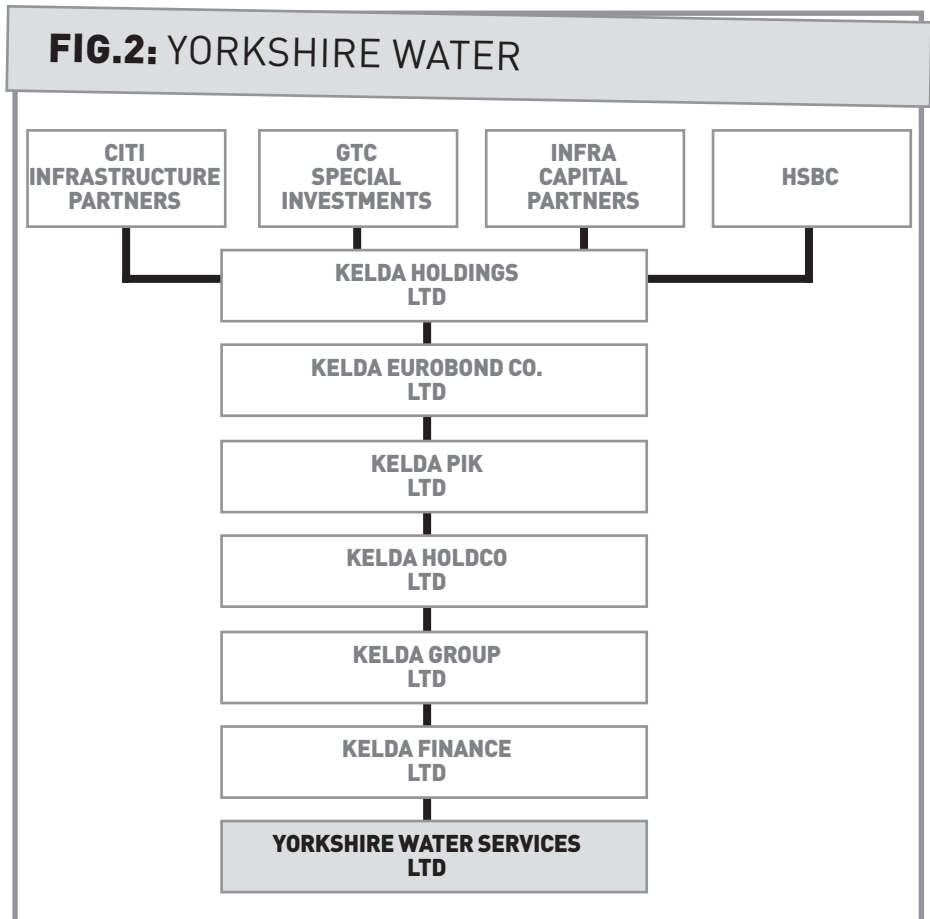 FIG.2: YORKSHIRE WATER
CITI
INFRASTRUCTURE
PARTNERS
GTC
SPECIAL
INVESTMENTS
INFRA
CAPITAL
PARTNERS
HSBC
KELDA HOLDINGS
LTD
KELDA EUROBOND CO.
LTD
KELDA PIK
LTD
KELDA HOLDCO
LTD
KELDA GROUP
LTD
KELDA FINANCE
LTD
YORKSHIRE WATER SERVICES
LTD